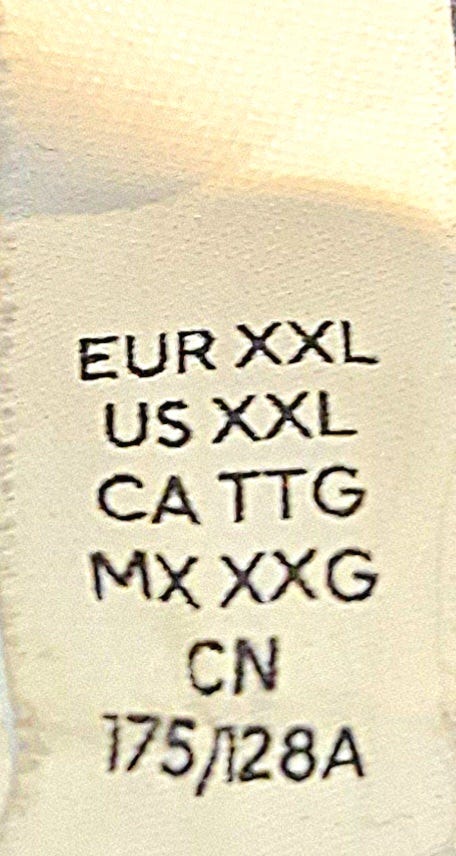 EUR XXL
US XXL
CA TTG
MX XXG
CN
175/128A